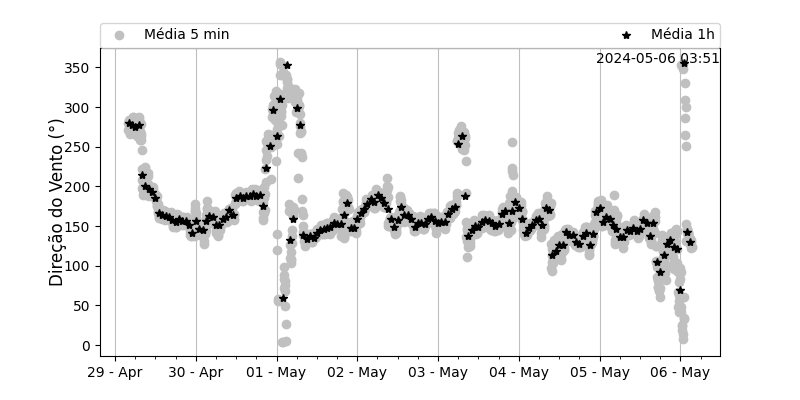 Média 5 min
Média 1h
2024-05-06 03:51
Direção do Vento (°)
350
300
250
200
150
100
50
0
29 - Apr
30 - Apr
01 - May
02 - May
03 - May
04 - May
05 - May
06 - May